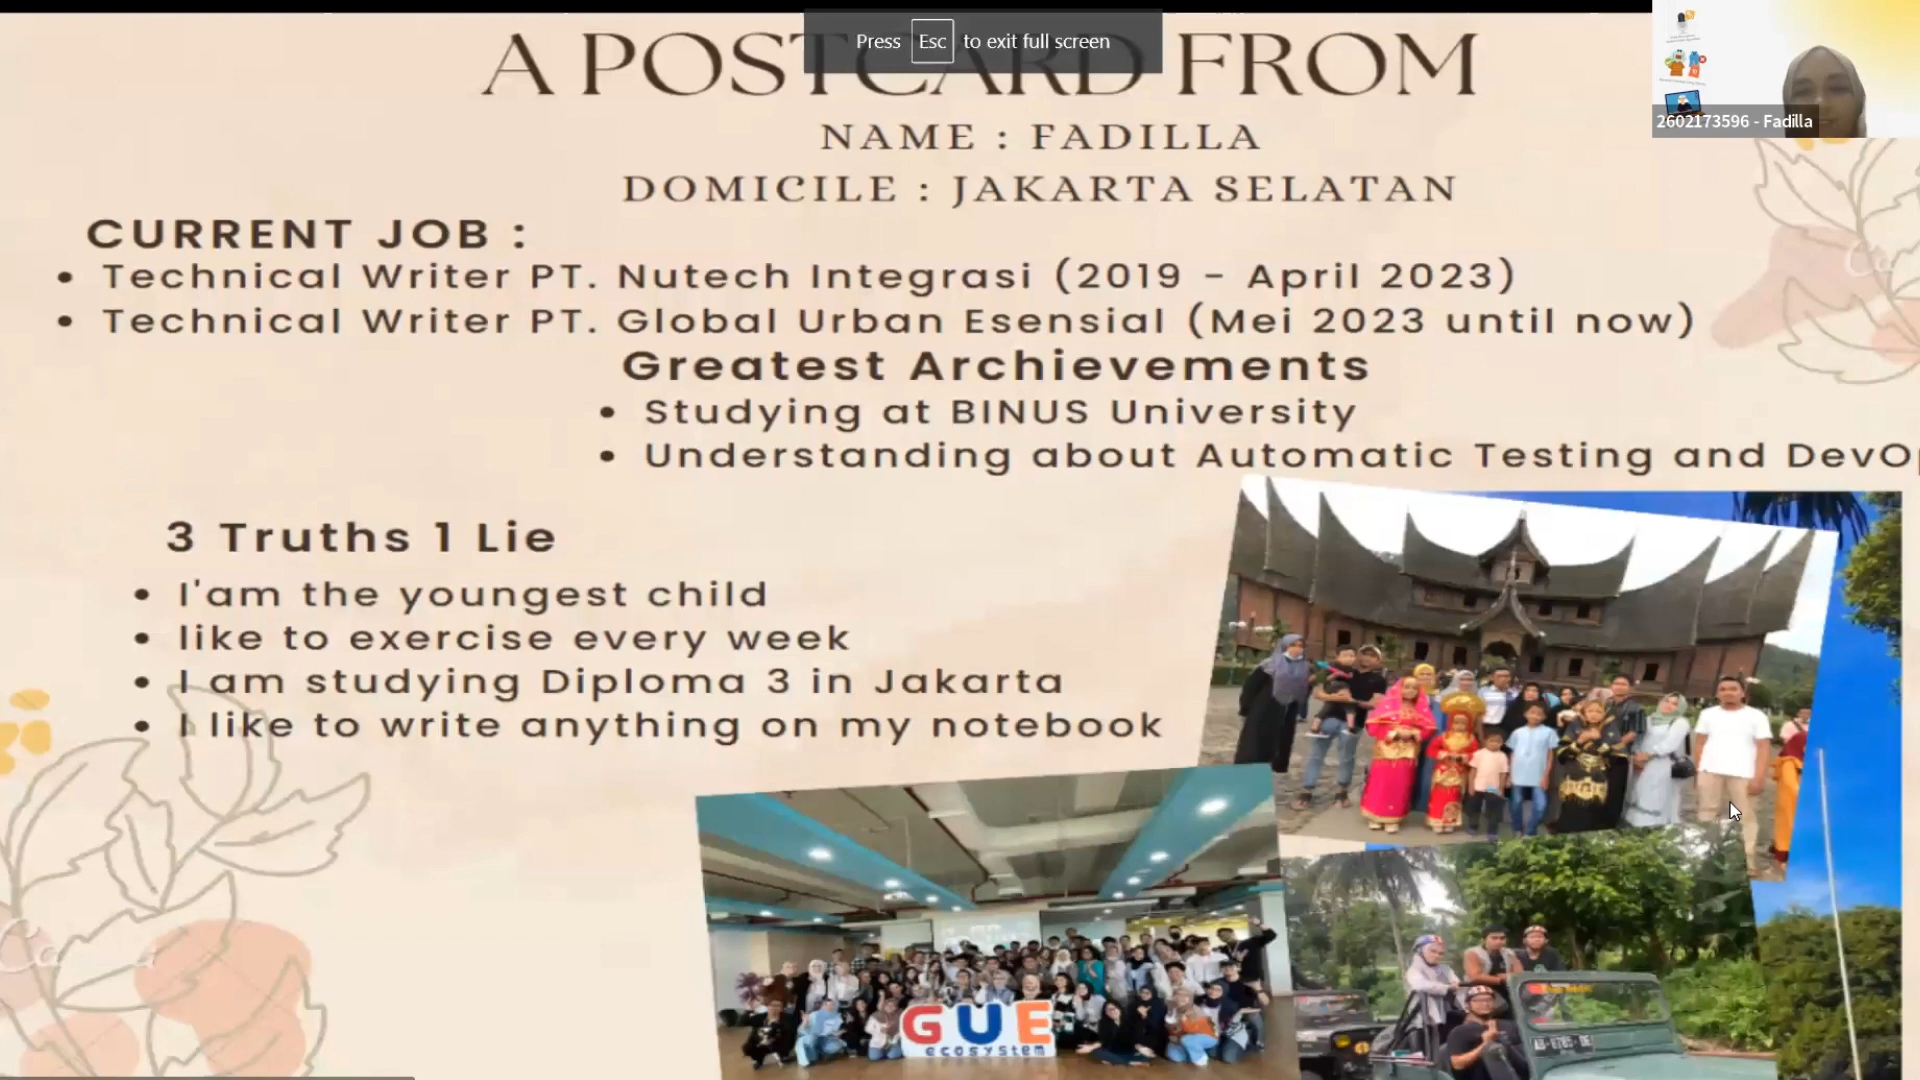 Press Esc to exit full screen
A POSTCARD FROM
2602173596 - Fadilla
NAME : FADILLA
DOMICILE : JAKARTA SELATAN
CURRENT JOB :
• Technical Writer PT. Nutech Integrasi (2019 - April 2023)
• Technical Writer PT. Global Urban Esensial (Mei 2023 until now)
Greatest Archievements
• Studying at BINUS University
• Understanding about Automatic Testing and DevOp
3 Truths 1 Lie
• I'am the youngest child
• like to exercise every week
• I am studying Diploma 3 in Jakarta
• I like to write anything on my notebook
GUE
ecosystem